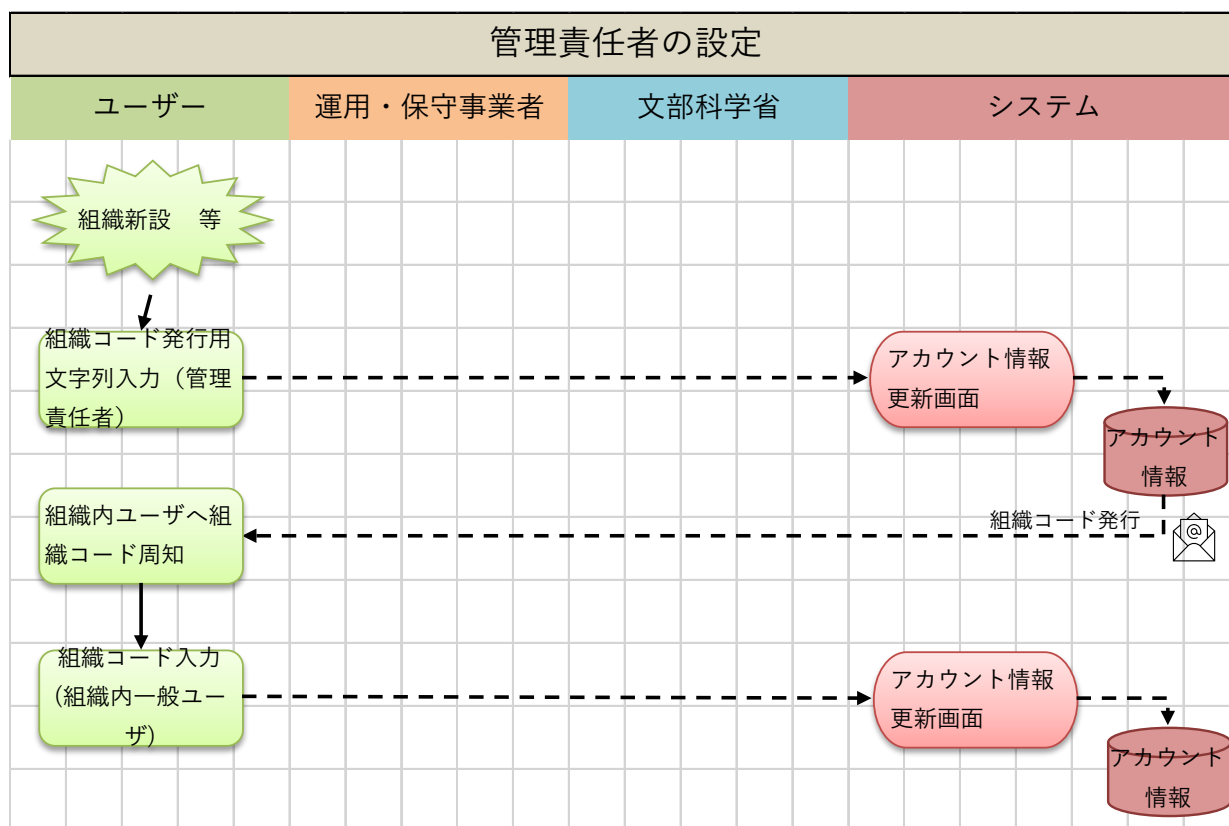 管理責任者の設定
ユーザー
運用・保守事業者
文部科学省
システム
組織新設　等
組織コード発行用
文字列入力（管理
責任者）
アカウント情報
更新画面
アカウント
情報
組織内ユーザへ組
織コード周知
組織コード発行
組織コード入力
(組織内一般ユー
ザ)
アカウント情報
更新画面
アカウント
情報